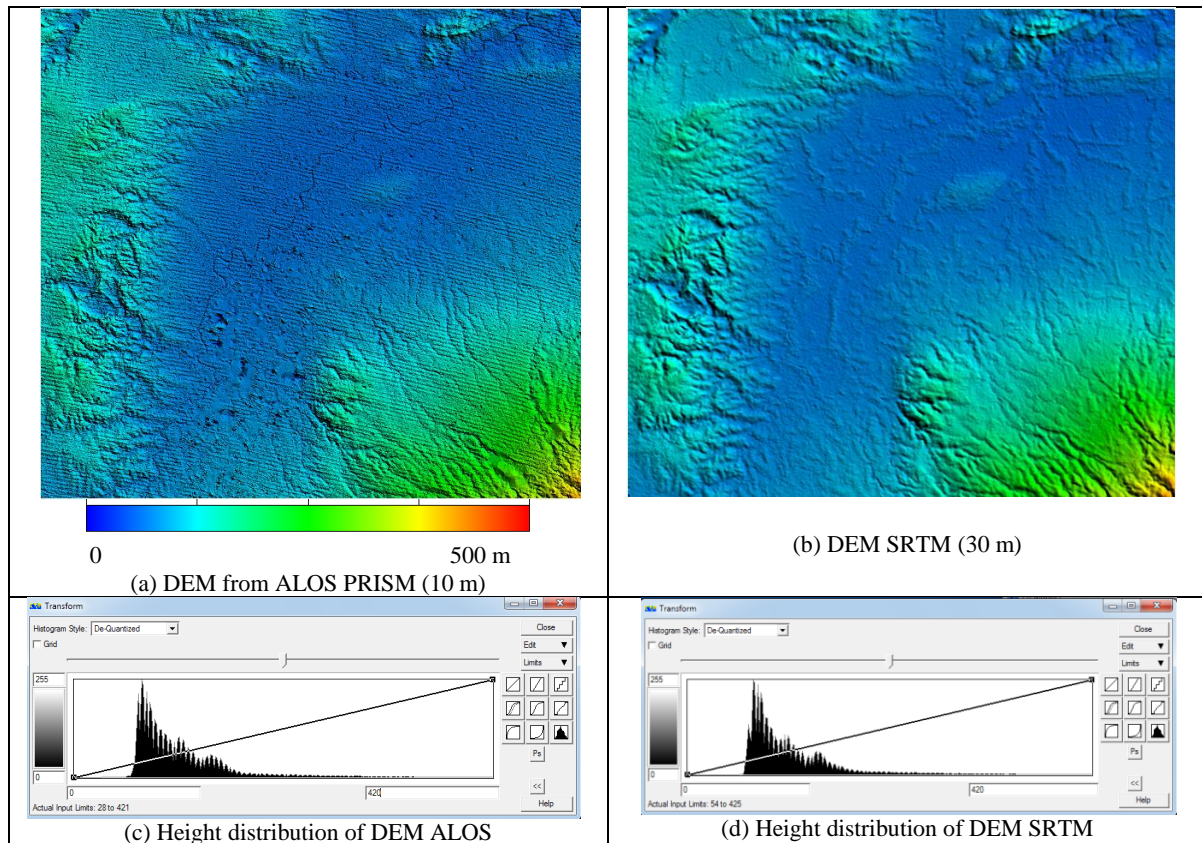 0
500 m
(a) DEM from ALOS PRISM (10 m)
(b) DEM SRTM (30 m)
Transform
Histogram Style: De-Quantized
Close
Grid
Edit
Limits
255
0
Ps
<<
0
420
Actual Input Limits: 28 to 421
Help
(c) Height distribution of DEM ALOS
Transform
Histogram Style: De-Quantized
Close
Grid
Edit
Limits
255
0
Ps
<<
0
420
Actual Input Limits: 54 to 425
Help
(d) Height distribution of DEM SRTM